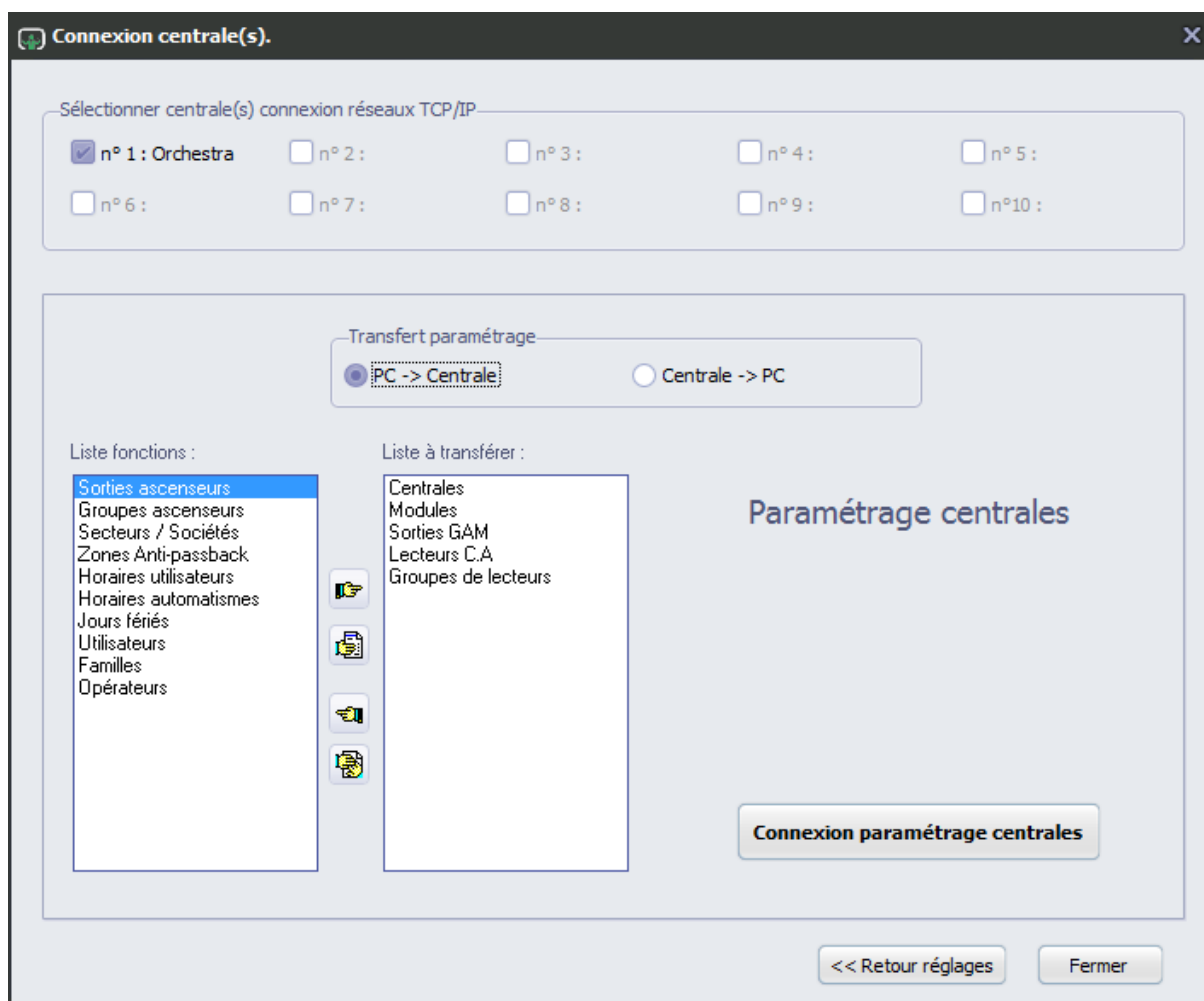 Connexion centrale(s).
Sélectionner centrale(s) connexion réseaux TCP/IP
n° 1 : Orchestra
n° 2 :
n° 3 :
n° 4 :
n° 5 :
n° 6 :
n° 7 :
n° 8 :
n° 9 :
n°10 :
Transfert paramétrage
PC -> Centrale
Centrale -> PC
Liste fonctions :
Sorties ascenseurs
Groupes ascenseurs
Secteurs / Sociétés
Zones Anti-passback
Horaires utilisateurs
Horaires automatismes
Jours fériés
Utilisateurs
Familles
Opérateurs
Liste à transférer :
Centrales
Modules
Sorties GAM
Lecteurs C.A
Groupes de lecteurs
Paramétrage centrales
Connexion paramétrage centrales
<< Retour réglages
Fermer